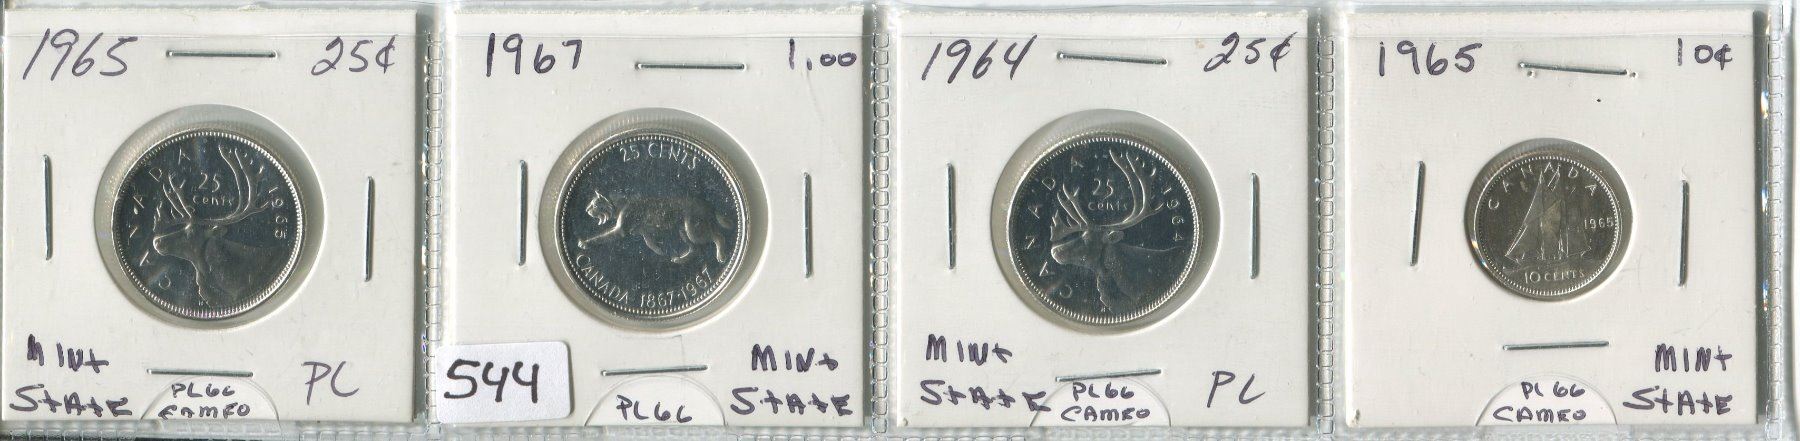 1965 25¢
CANADA
25
cents
1965
MINt
StAtE
PL66
CAMEO
PL
1967 1.00
25 CENTS
CANADA 1867-1967
544
PL66
MINt
StAtE
1964 25¢
CANADA
25
cents
1964
MINt
StAtE
PL66
CAMEO
PL
1965 10¢
CANADA
1965
10 CENTS
PL66
CAMEO
MINt
StAtE